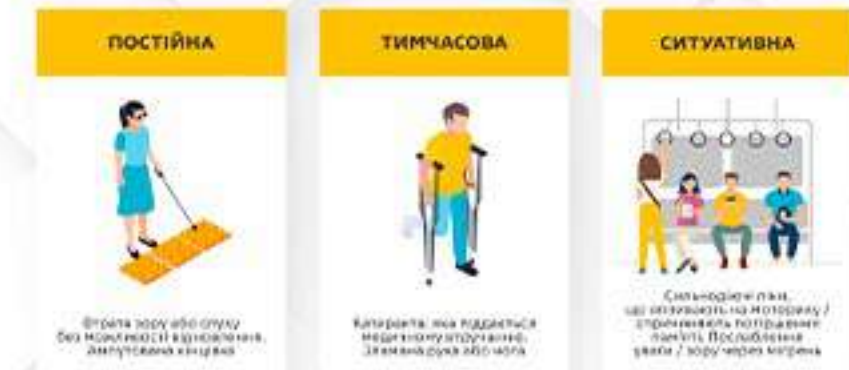 ПОСТІЙНА
ТИМЧАСОВА
СИТУАТИВНА
Втрата зору або слуху
без можливості відновлення.
Ампутована кінцівка
Катаракта, яка піддається
медичному втручанню.
Зламана рука або нога
Сильнодіючі ліки,
що впливають на моторику /
спричиняють погіршення
пам'яті. Послаблення
уваги / зору через мігрень